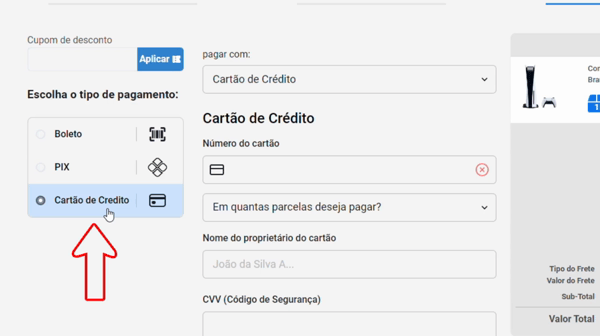 Cupom de desconto
Aplicar
Escolha o tipo de pagamento:
Boleto
PIX
Cartão de Credito
pagar com:
Cartão de Crédito
Cartão de Crédito
Número do cartão
Em quantas parcelas deseja pagar?
Nome do proprietário do cartão
João da Silva A...
CVV (Código de Segurança)
Con
Bra
1
Tipo do Frete
Valor do Frete
Sub-Total
Valor Total